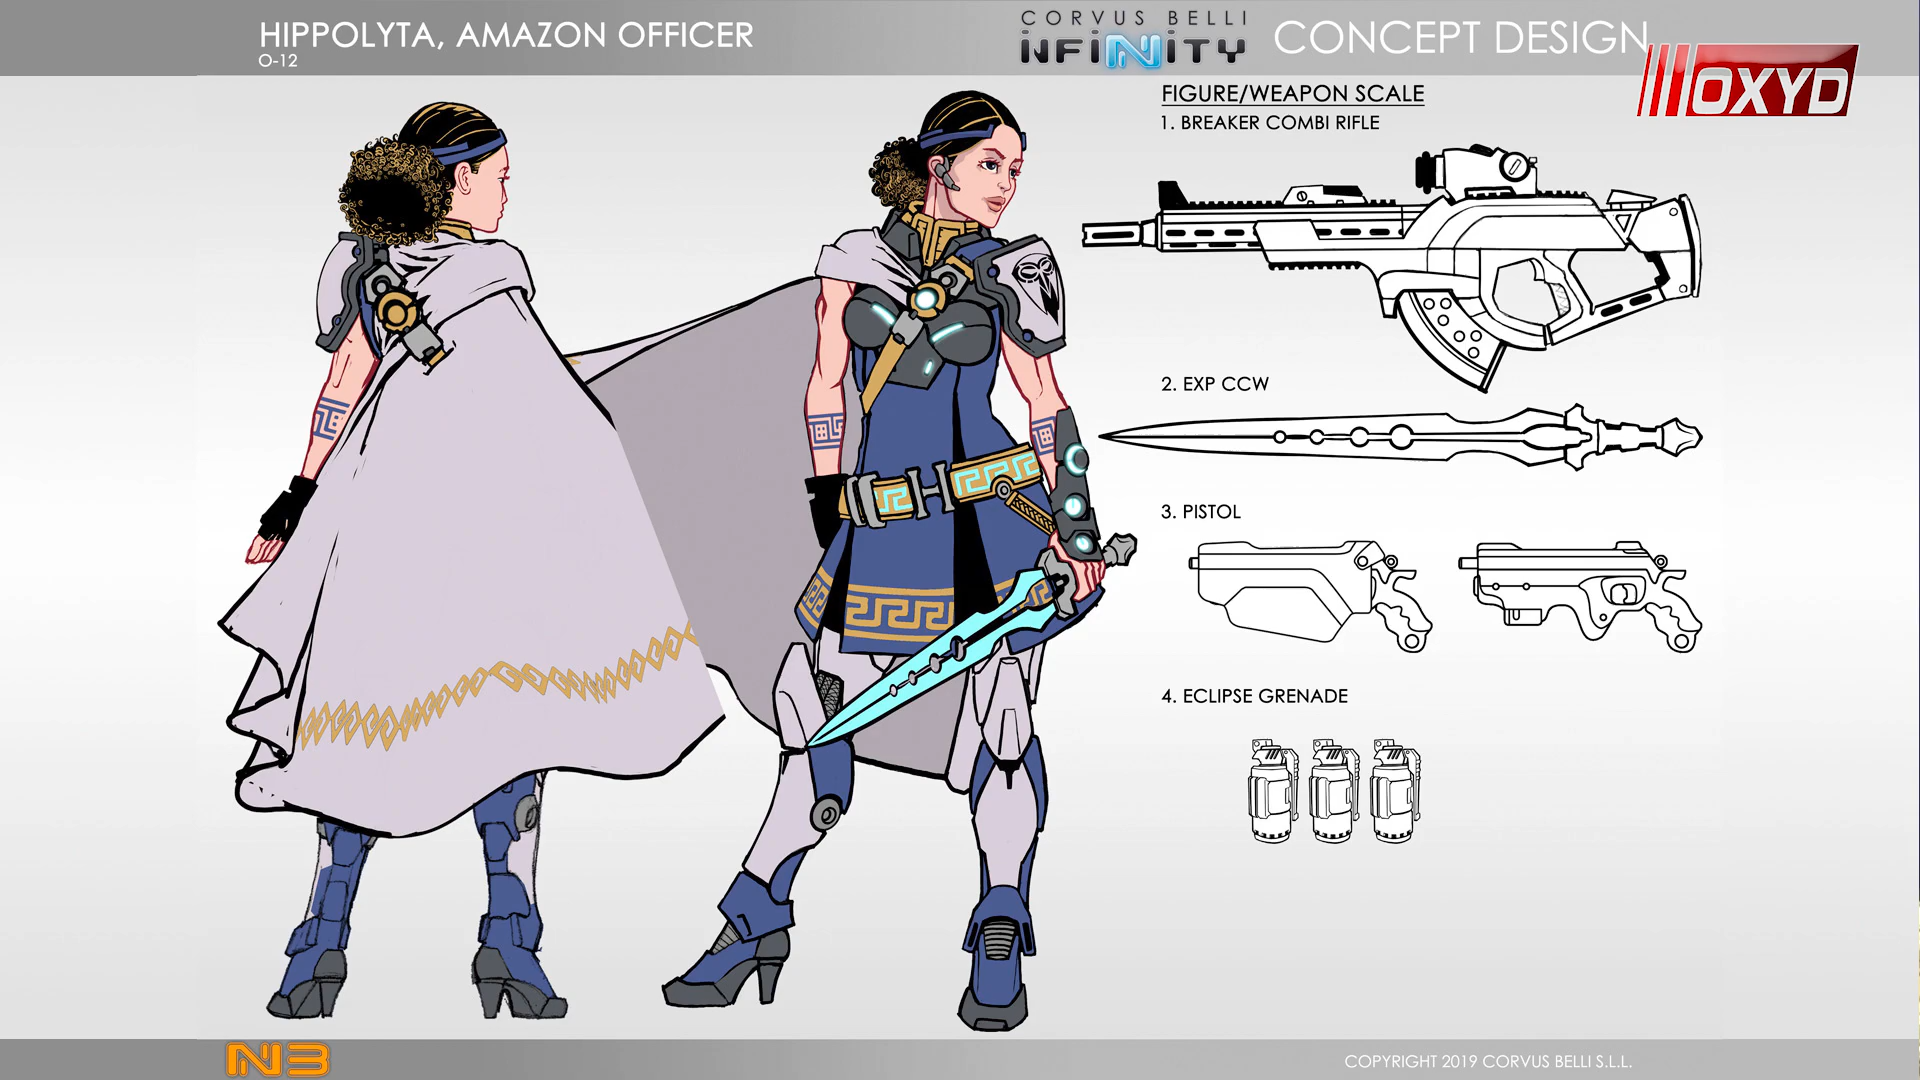 HIPPOLYTA, AMAZON OFFICER
O-12
CORVUS BELLI
INFINITY
CONCEPT DESIGN
OXYD
FIGURE/WEAPON SCALE
1. BREAKER COMBI RIFLE
2. EXP CCW
3. PISTOL
4. ECLIPSE GRENADE
N3
COPYRIGHT 2019 CORVUS BELLI S.L.L.